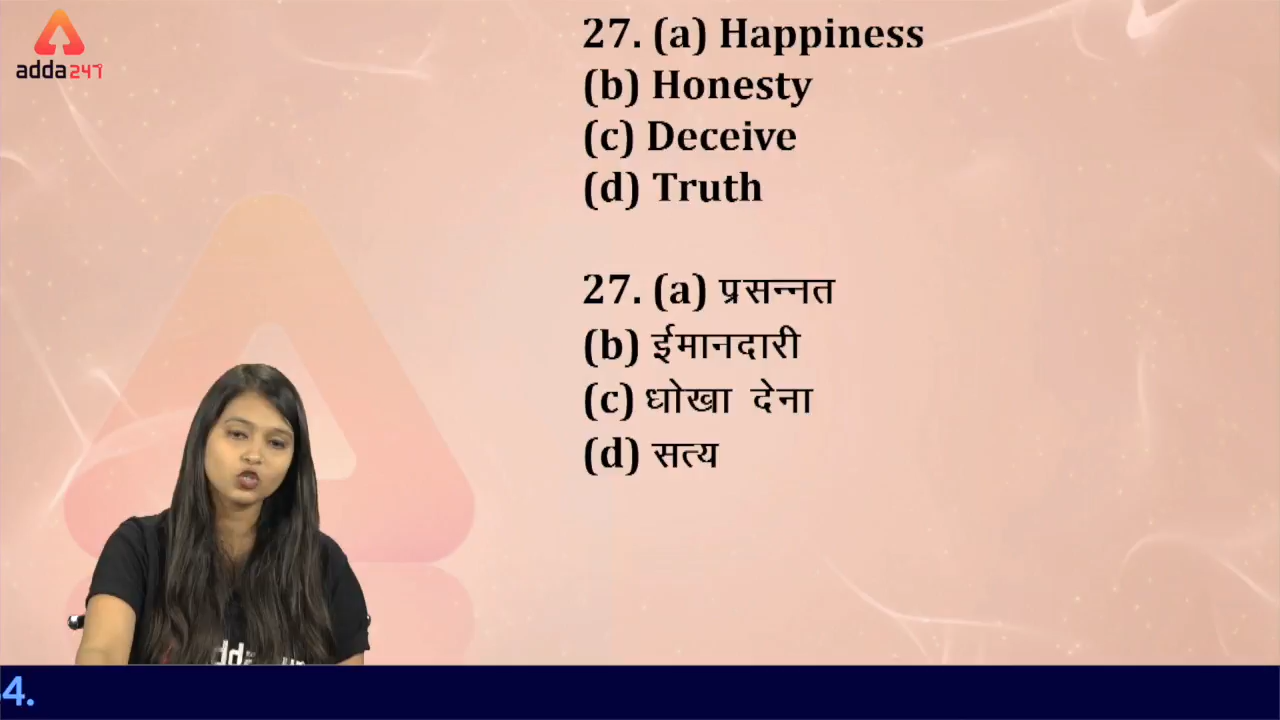 adda247
27. (a) Happiness
(b) Honesty
(c) Deceive
(d) Truth
27. (a) प्रसन्नत
(b) ईमानदारी
(c) धोखा देना
(d) सत्य
4.